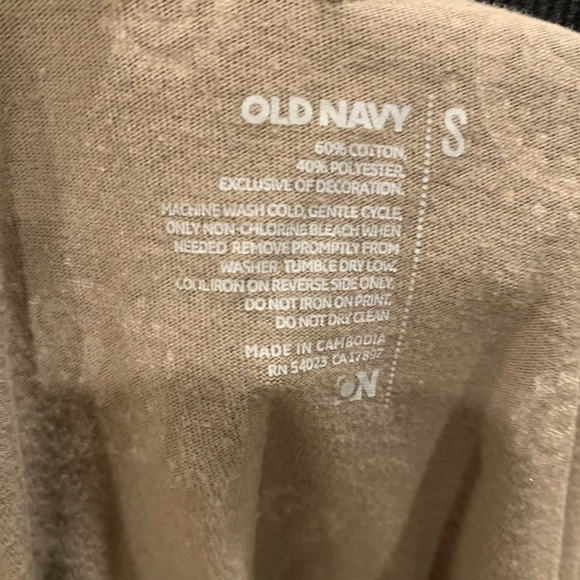 OLD NAVY
S
60% COTTON,
40% POLYESTER,
EXCLUSIVE OF DECORATION.
MACHINE WASH COLD, GENTLE CYCLE,
ONLY NON-CHLORINE BLEACH WHEN
NEEDED. REMOVE PROMPTLY FROM
WASHER, TUMBLE DRY LOW,
COOL IRON ON REVERSE SIDE ONLY,
DO NOT IRON ON PRINT.
DO NOT DRY CLEAN
MADE IN CAMBODIA
RN 54023 CA 17897
ON